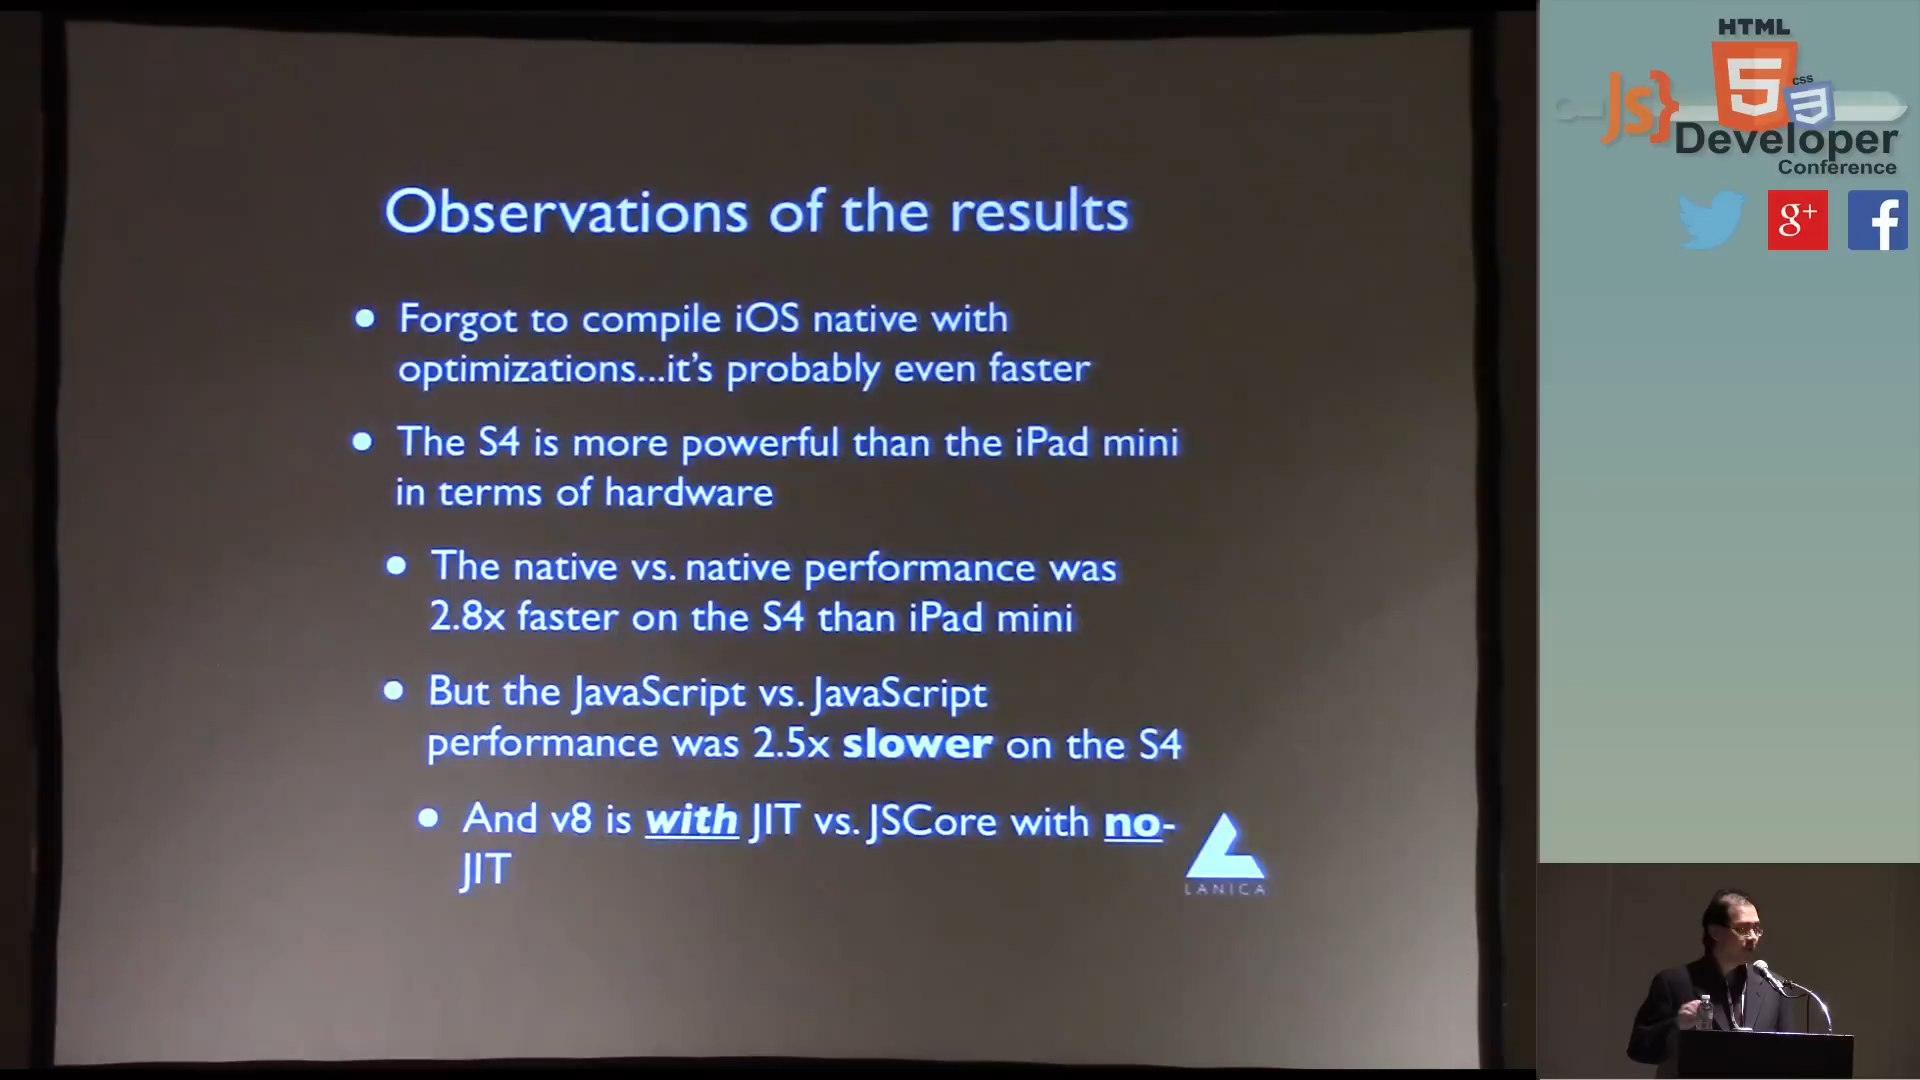 Observations of the results
• Forgot to compile iOS native with
optimizations...it's probably even faster
• The S4 is more powerful than the iPad mini
in terms of hardware
• The native vs. native performance was
2.8x faster on the S4 than iPad mini
• But the JavaScript vs. JavaScript
performance was 2.5x slower on the S4
• And v8 is with JIT vs. JSCore with no-
JIT
LANICA
HTML
5
CSS
3
JS}
Developer
Conference
g+
f